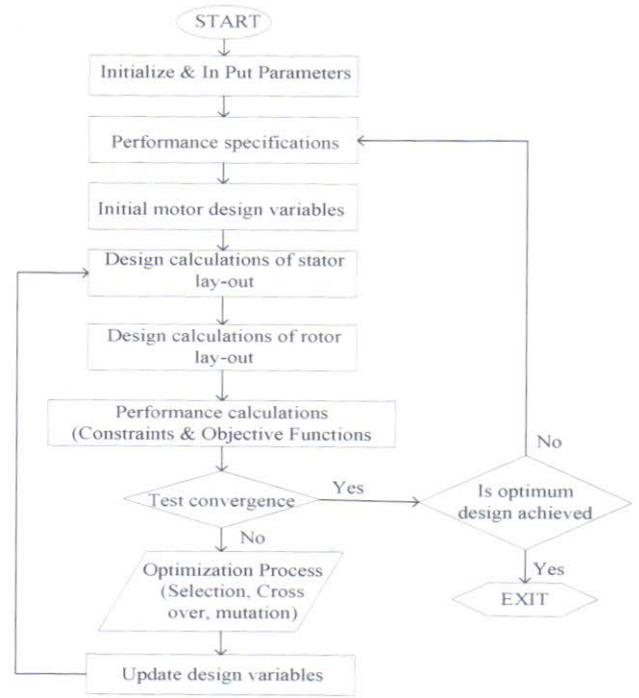 START
Initialize & In Put Parameters
Performance specifications
Initial motor design variables
Design calculations of stator
lay-out
Design calculations of rotor
lay-out
Performance calculations
(Constraints & Objective Functions
Test convergence
Yes
No
Is optimum
design achieved
No
Yes
EXIT
Optimization Process
(Selection, Cross
over, mutation)
Update design variables